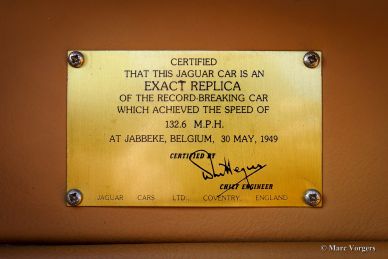 CERTIFIED
THAT THIS JAGUAR CAR IS AN
EXACT REPLICA
OF THE RECORD-BREAKING CAR
WHICH ACHIEVED THE SPEED OF
132.6 M.P.H.
AT JABBEKE, BELGIUM, 30 MAY, 1949
CERTIFIED BY
CHIEF ENGINEER
JAGUAR CARS LTD., COVENTRY, ENGLAND
© Marc Vorgers